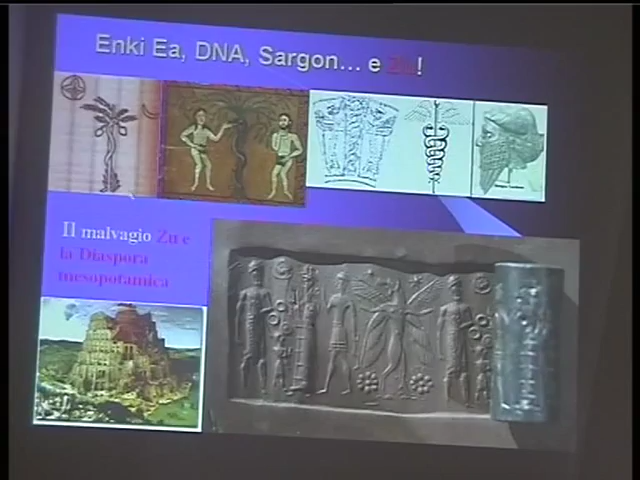 Enki Ea, DNA, Sargon... e Zu!
Il malvagio Zu e
la Diaspora
mesopotamica